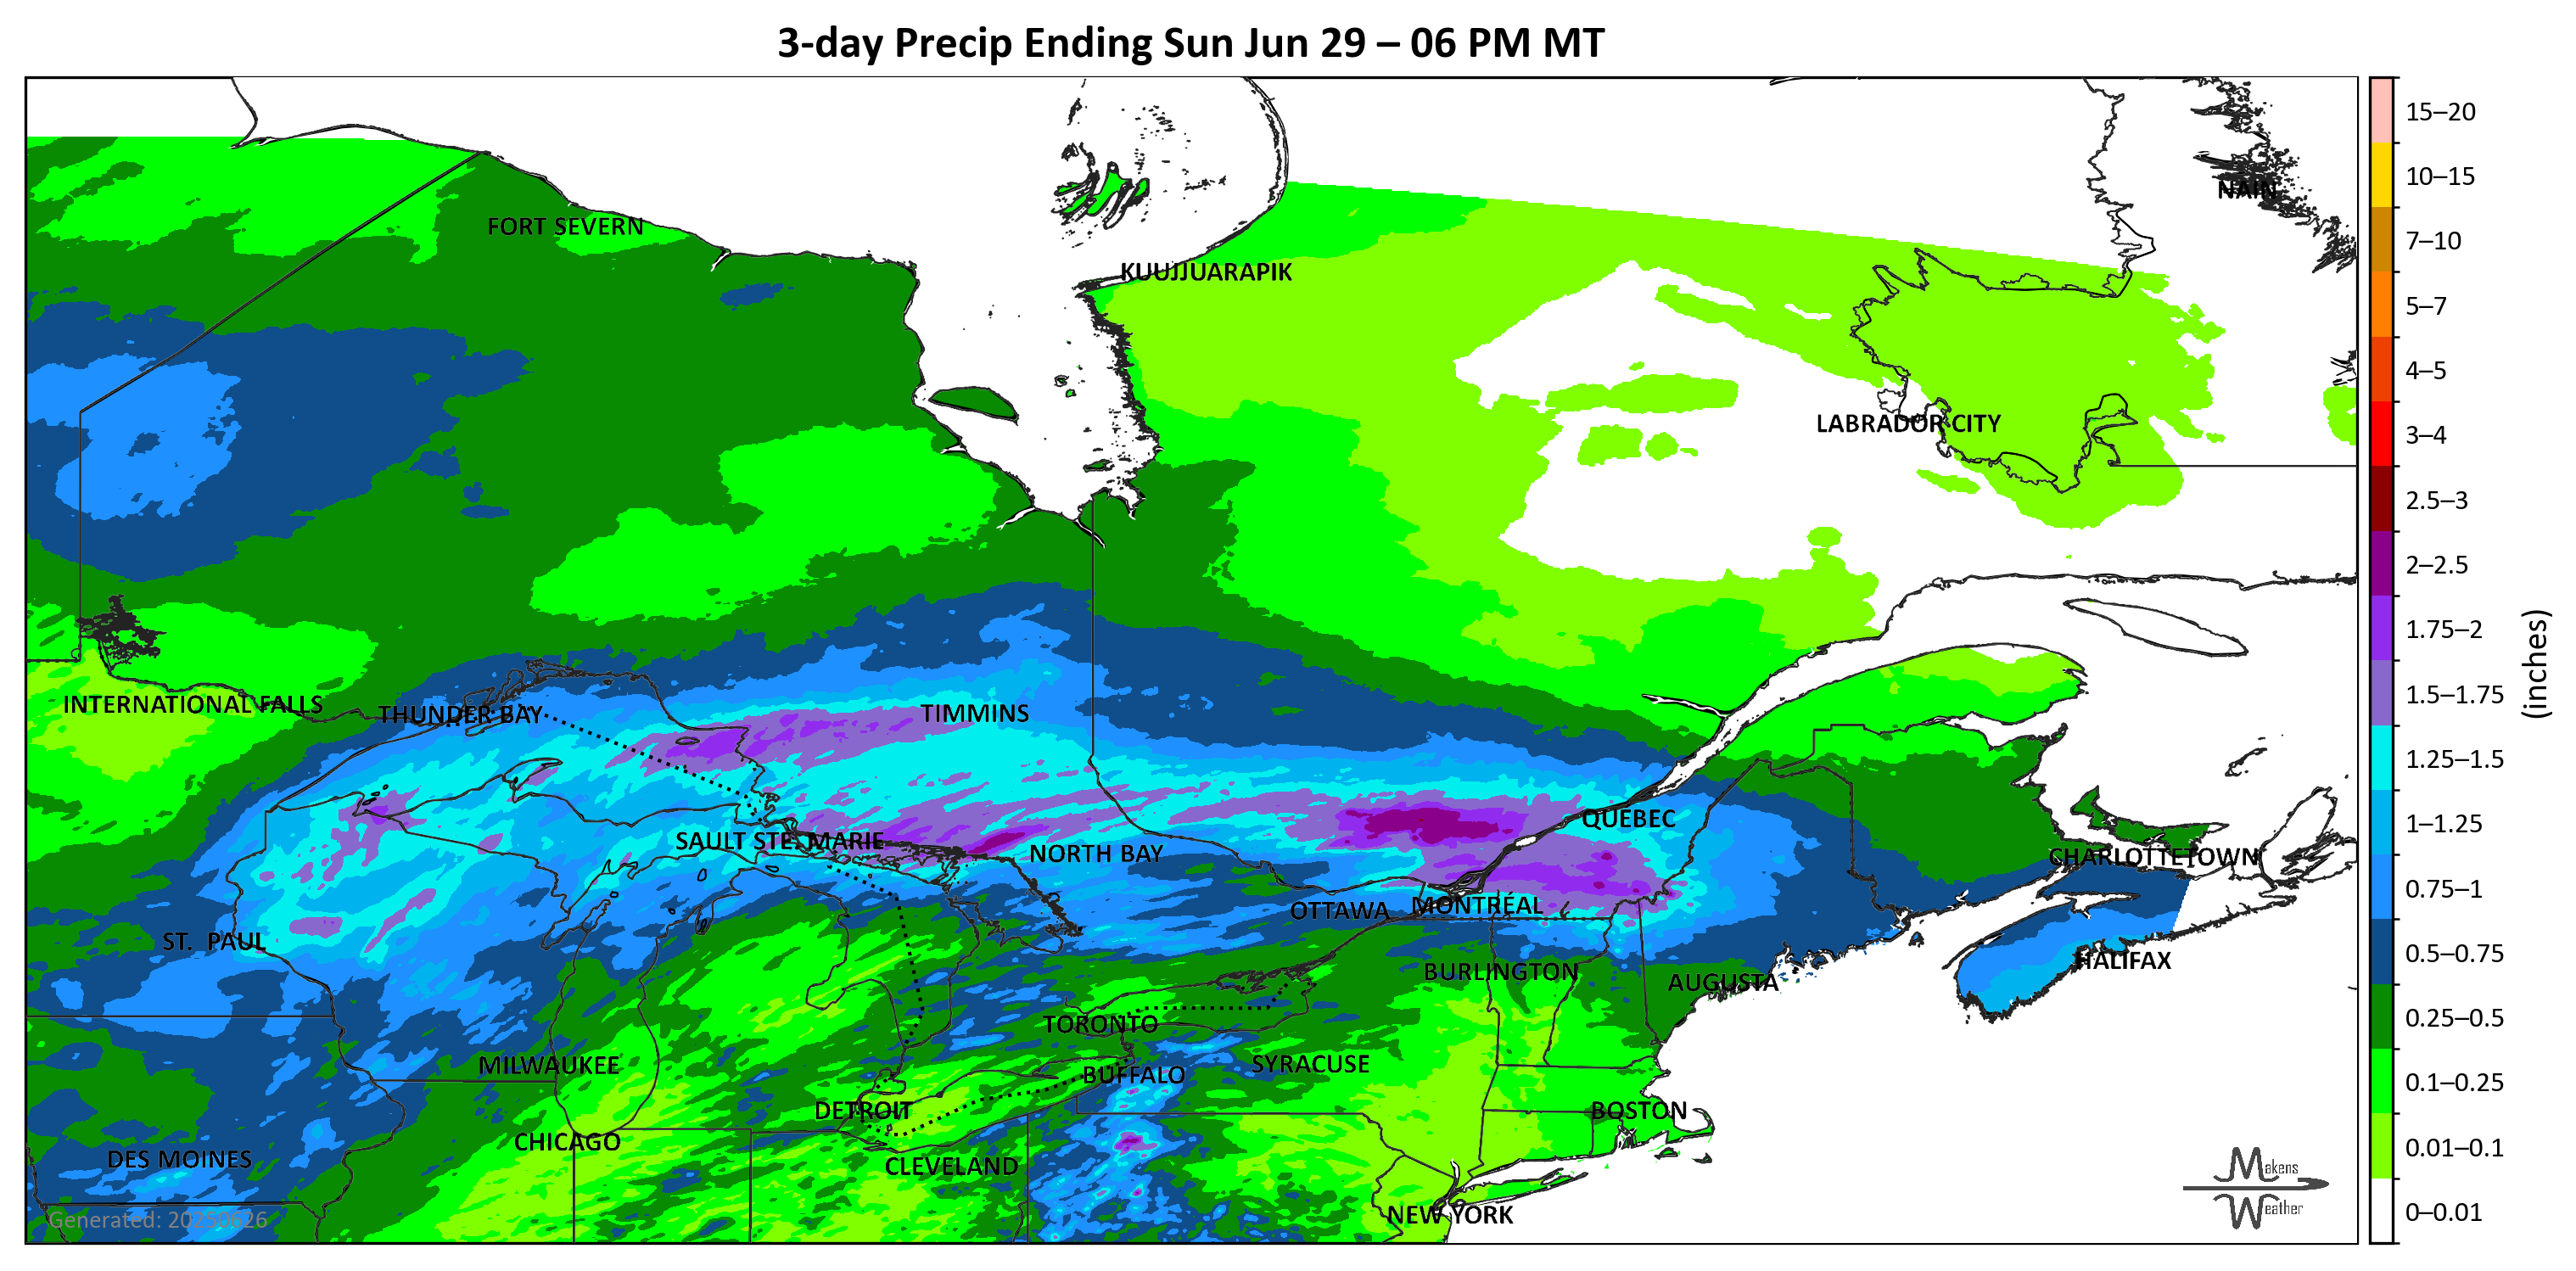 3-day Precip Ending Sun Jun 29 – 06 PM MT
NAIN
FORT SEVERN
KUUJJUARAPIK
LABRADOR CITY
INTERNATIONAL FALLS
THUNDER BAY
TIMMINS
QUÉBEC
SAULT STE. MARIE
NORTH BAY
CHARLOTTETOWN
OTTAWA
MONTRÉAL
ST. PAUL
HALIFAX
BURLINGTON
AUGUSTA
TORONTO
MILWAUKEE
SYRACUSE
BUFFALO
DETROIT
BOSTON
CHICAGO
DES MOINES
CLEVELAND
NEW YORK
Generated: 20250626
Makens
Weather
15–20
10–15
7–10
5–7
4–5
3–4
2.5–3
2–2.5
1.75–2
1.5–1.75
1.25–1.5
1–1.25
0.75–1
0.5–0.75
0.25–0.5
0.1–0.25
0.01–0.1
0–0.01
(inches)